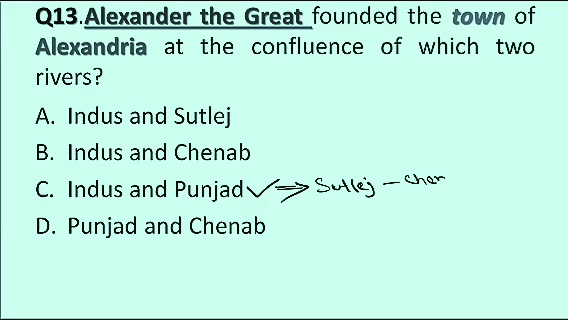 Q13.Alexander the Great founded the town of
Alexandria at the confluence of which two
rivers?
A. Indus and Sutlej
B. Indus and Chenab
C. Indus and Punjad ✓⇒ Sutlej – Chen
D. Punjad and Chenab